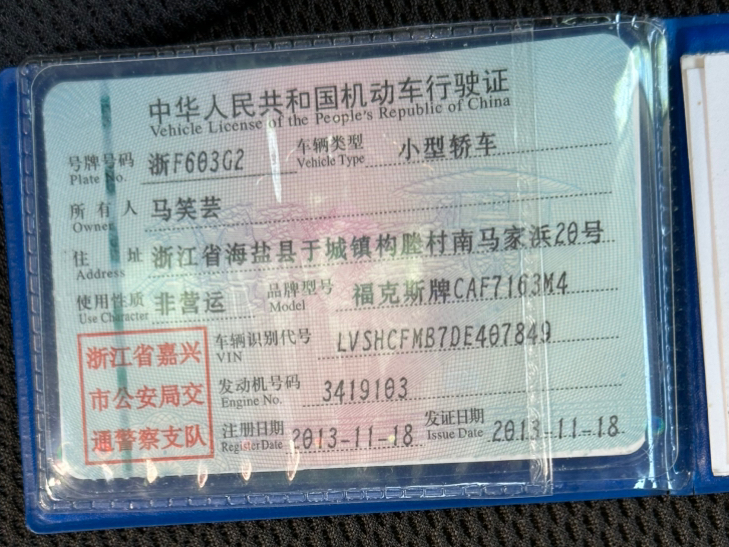 中华人民共和国机动车行驶证
Vehicle License of the People's Republic of China
号牌号码 浙F603G2 车辆类型 小型轿车
Plate No. Vehicle Type
所有人 马笑芸
Owner
住址 浙江省海盐县于城镇构塍村南马家浜20号
Address
使用性质 非营运 品牌型号 福克斯牌CAF7163M4
Use Character Model
车辆识别代号 LVSHCFMB7DE407849
VIN
发动机号码 3419103
Engine No.
注册日期 2013-11-18 发证日期 2013-11-18
Register Date Issue Date
浙江省嘉兴
市公安局交
通警察支队